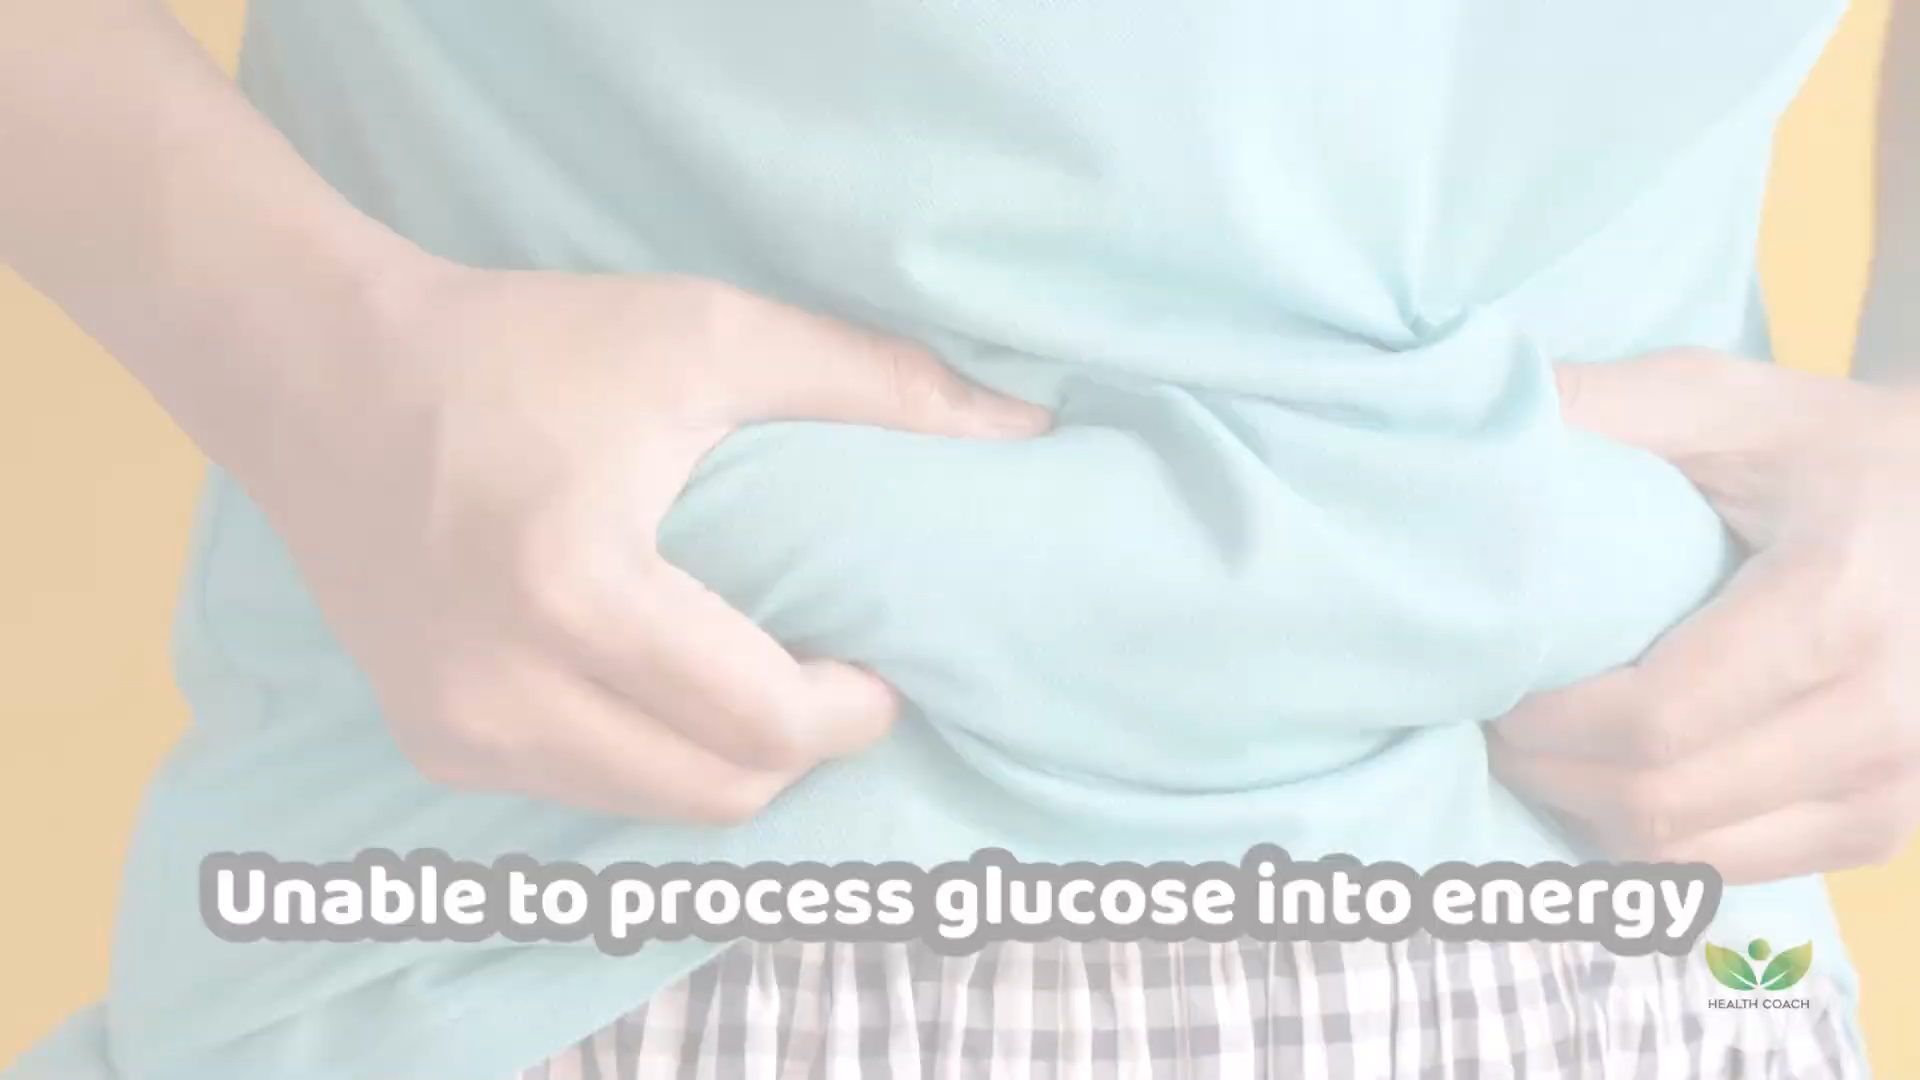 Unable to process glucose into energy
HEALTH COACH